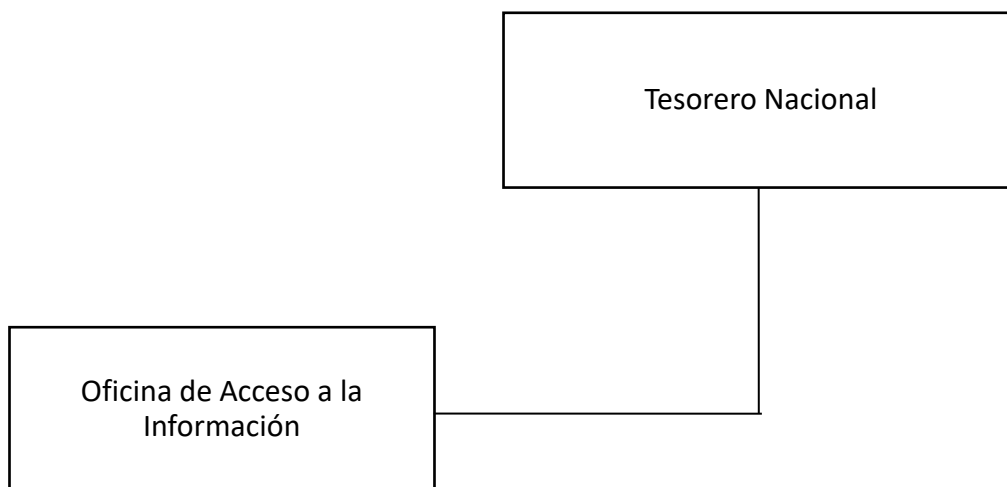 Tesorero Nacional
Oficina de Acceso a la
Información